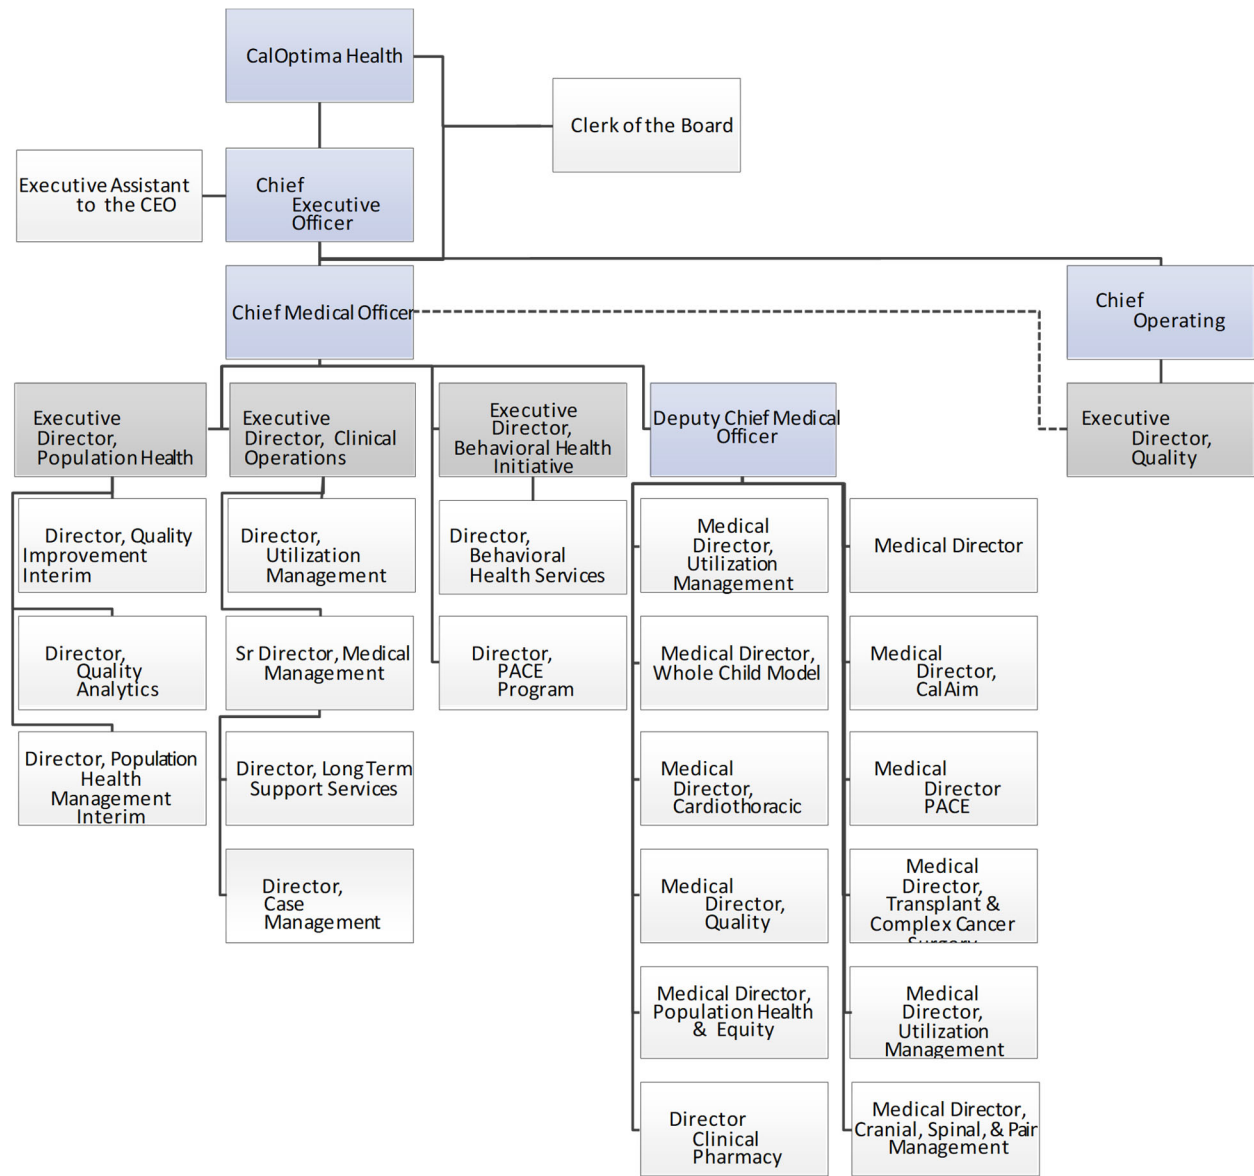 CalOptima Health
Clerk of the Board
Executive Assistant
to the CEO
Chief
Executive
Officer
Chief Medical Officer
Chief
Operating
Executive
Director,
Population Health
Executive
Director, Clinical
Operations
Executive
Director,
Behavioral Health
Initiative
Deputy Chief Medical
Officer
Executive
Director,
Quality
Director, Quality
Improvement
Interim
Director,
Utilization
Management
Director,
Behavioral
Health Services
Medical
Director,
Utilization
Management
Medical Director
Director,
Quality
Analytics
Sr Director, Medical
Management
Director,
PACE
Program
Medical Director,
Whole Child Model
Medical
Director,
CalAim
Director, Population
Health
Management
Interim
Director, Long Term
Support Services
Medical
Director,
Cardiothoracic
Medical
Director
PACE
Director,
Case
Management
Medical
Director,
Quality
Medical
Director,
Transplant &
Complex Cancer
Surgery
Medical Director,
Population Health
& Equity
Medical
Director,
Utilization
Management
Director
Clinical
Pharmacy
Medical Director,
Cranial, Spinal, & Pair
Management